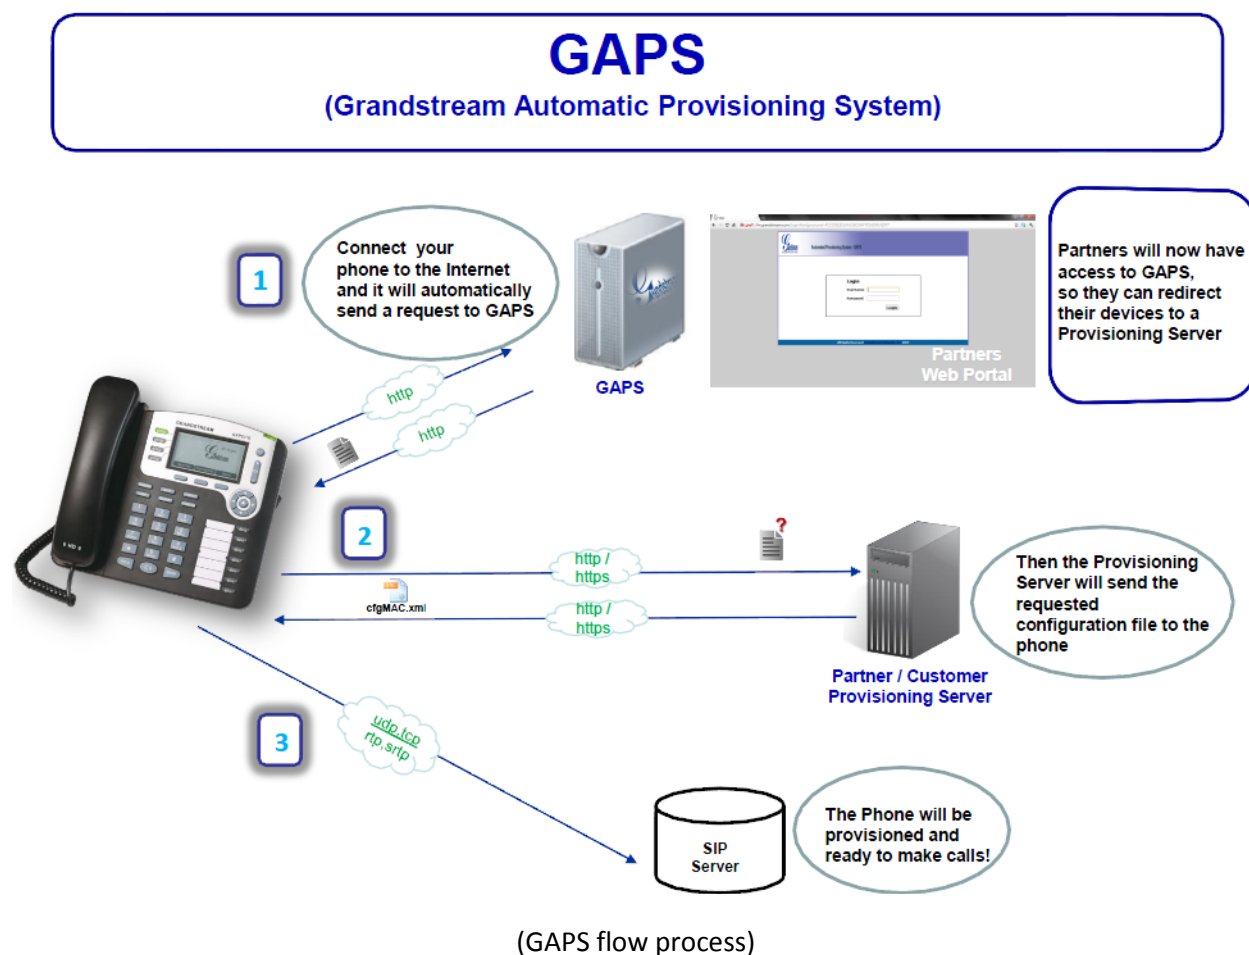 GAPS
(Grandstream Automatic Provisioning System)
1
Connect your
phone to the Internet
and it will automatically
send a request to GAPS
http
http
GAPS
Login
Partners
Web Portal
Partners will now have
access to GAPS,
so they can redirect
their devices to a
Provisioning Server
GRANDSTREAM
2
http /
https
?
cfgMAC.xml
http /
https
Partner / Customer
Provisioning Server
Then the Provisioning
Server will send the
requested
configuration file to the
phone
3
udp,tcp
rtp,srtp
SIP
Server
The Phone will be
provisioned and
ready to make calls!
(GAPS flow process)